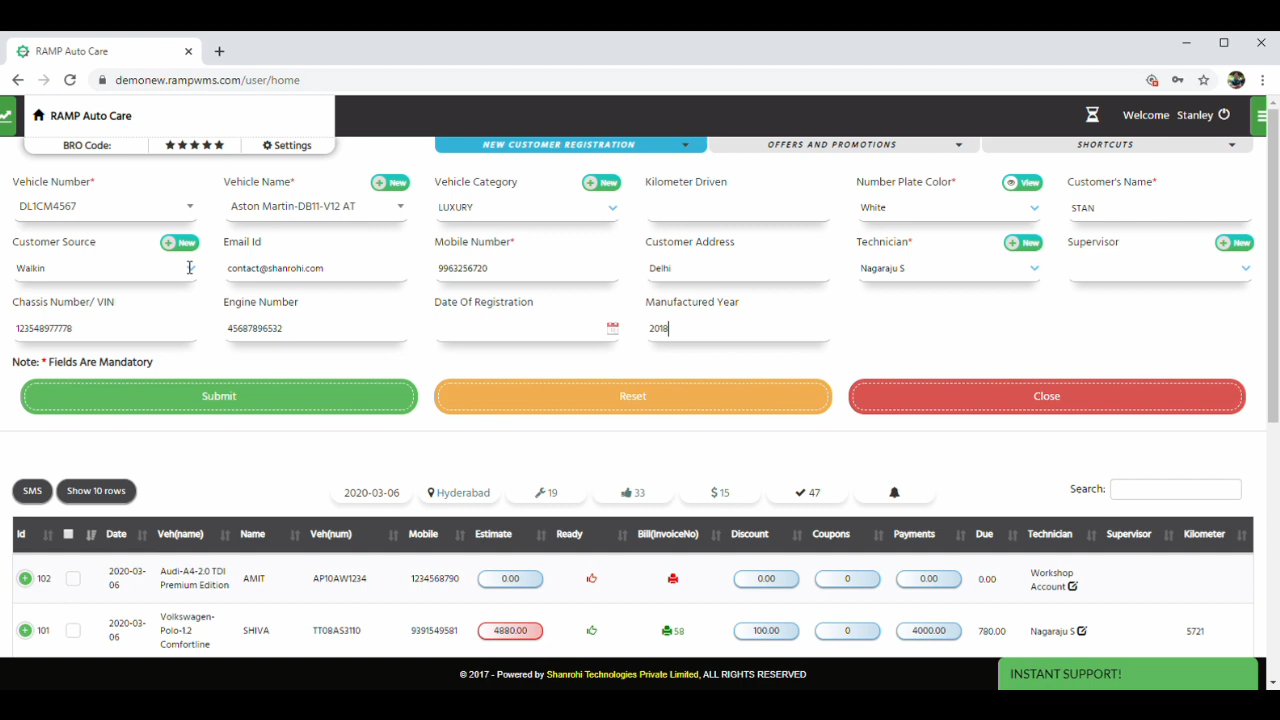 RAMP Auto Care
demonew.rampwms.com/user/home
RAMP Auto Care
Welcome Stanley
BRO Code: ★★★★★ Settings
NEW CUSTOMER REGISTRATION OFFERS AND PROMOTIONS SHORTCUTS
Vehicle Number* Vehicle Name* New Vehicle Category New Kilometer Driven Number Plate Color* View Customer's Name*
DL1CM4567 Aston Martin-DB11-V12 AT LUXURY White STAN
Customer Source New Email Id Mobile Number* Customer Address Technician* New Supervisor New
Walkin contact@shanrohi.com 9963256720 Delhi Nagaraju S
Chassis Number/ VIN Engine Number Date Of Registration Manufactured Year
123548977778 45687896532 2018
Note: * Fields Are Mandatory
Submit Reset Close
SMS Show 10 rows 2020-03-06 Hyderabad 19 33 $ 15 47 Search:
Id Date Veh(name) Name Veh(num) Mobile Estimate Ready Bill(InvoiceNo) Discount Coupons Payments Due Technician Supervisor Kilometer
102 2020-03-06 Audi-A4-2.0 TDI Premium Edition AMIT AP10AW1234 1234568790 0.00 0.00 0 0.00 0.00 Workshop Account
101 2020-03-06 Volkswagen-Polo-1.2 Comfortline SHIVA TT08AS3110 9391549581 4880.00 58 100.00 0 4000.00 780.00 Nagaraju S 5721
© 2017 - Powered by Shanrohi Technologies Private Limited, ALL RIGHTS RESERVED
INSTANT SUPPORT!